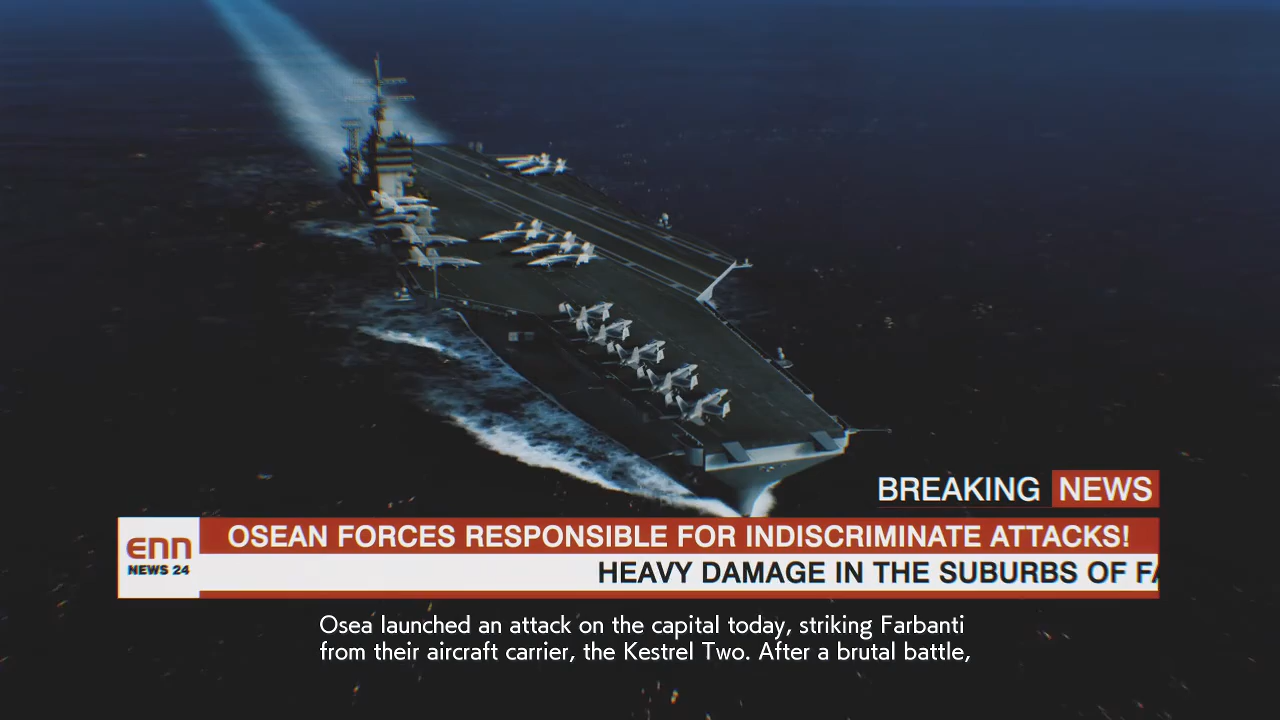 BREAKING NEWS
OSEAN FORCES RESPONSIBLE FOR INDISCRIMINATE ATTACKS!
enn
NEWS 24
HEAVY DAMAGE IN THE SUBURBS OF
Osea launched an attack on the capital today, striking Farbanti
from their aircraft carrier, the Kestrel Two. After a brutal battle,